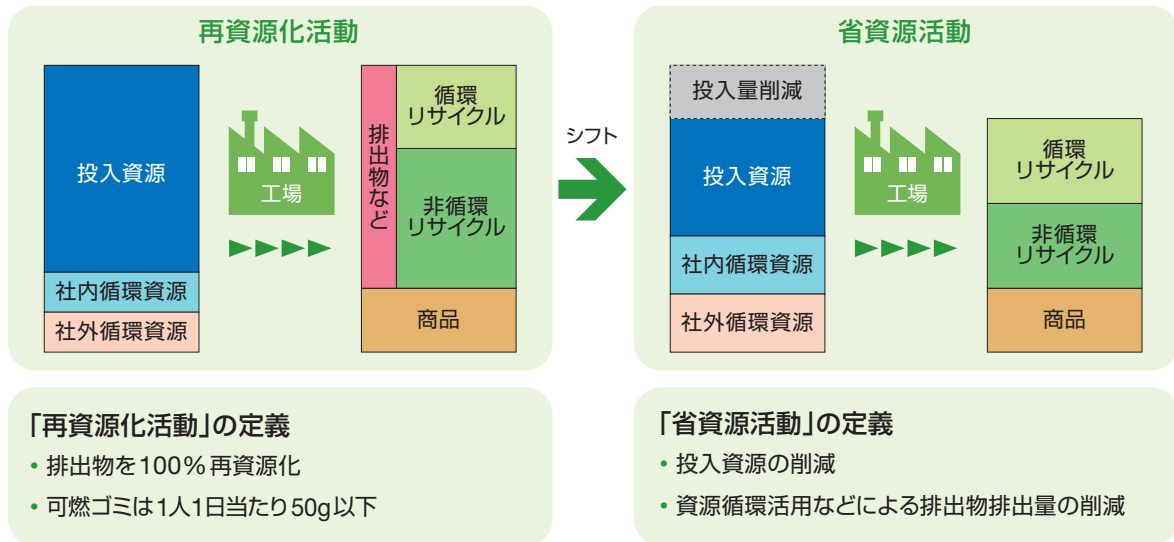 再資源化活動
投入資源
社内循環資源
社外循環資源
工場
排出物など
循環
リサイクル
非循環
リサイクル
商品
シフト
省資源活動
投入量削減
投入資源
社内循環資源
社外循環資源
工場
循環
リサイクル
非循環
リサイクル
商品
「再資源化活動」の定義
• 排出物を100％再資源化
• 可燃ゴミは1人1日当たり50g以下
「省資源活動」の定義
• 投入資源の削減
• 資源循環活用などによる排出物排出量の削減